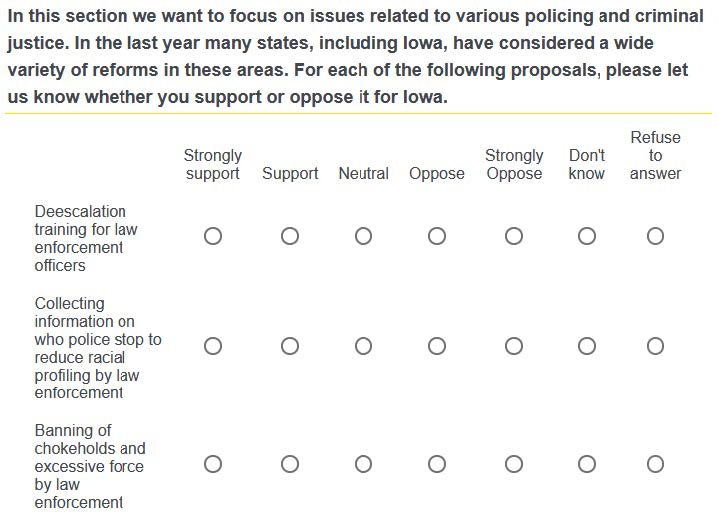 In this section we want to focus on issues related to various policing and criminal
justice. In the last year many states, including Iowa, have considered a wide
variety of reforms in these areas. For each of the following proposals, please let
us know whether you support or oppose it for Iowa.
Strongly
support
Support
Neutral
Oppose
Strongly
Oppose
Don't
know
Refuse
to
answer
Deescalation
training for law
enforcement
officers
Collecting
information on
who police stop to
reduce racial
profiling by law
enforcement
Banning of
chokeholds and
excessive force
by law
enforcement